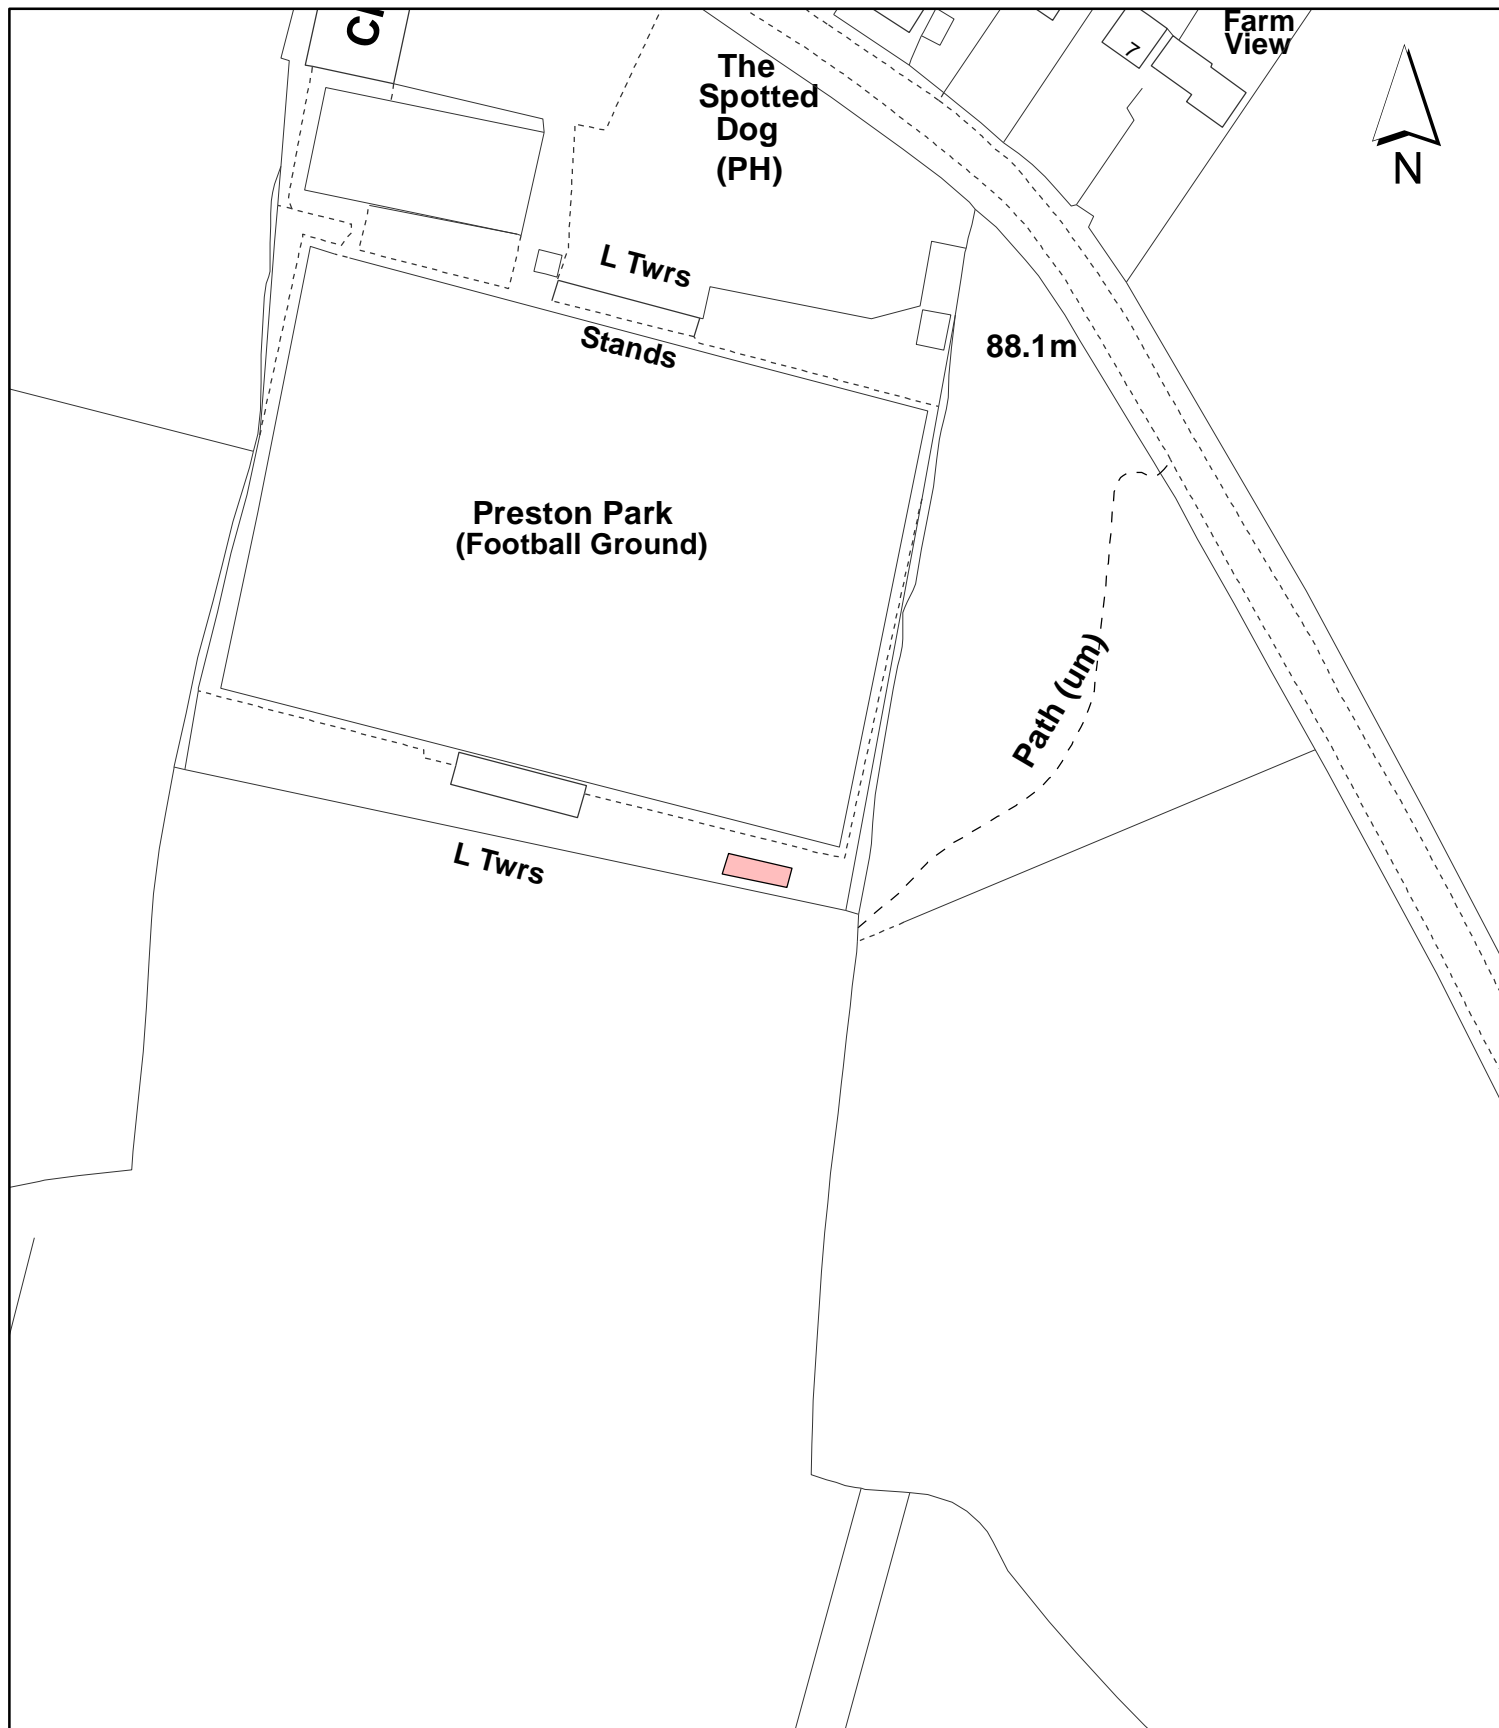 Farm
View
7
The
Spotted
Dog
(PH)
N
L Twrs
Stands
88.1m
Preston Park
(Football Ground)
Path (um)
L Twrs